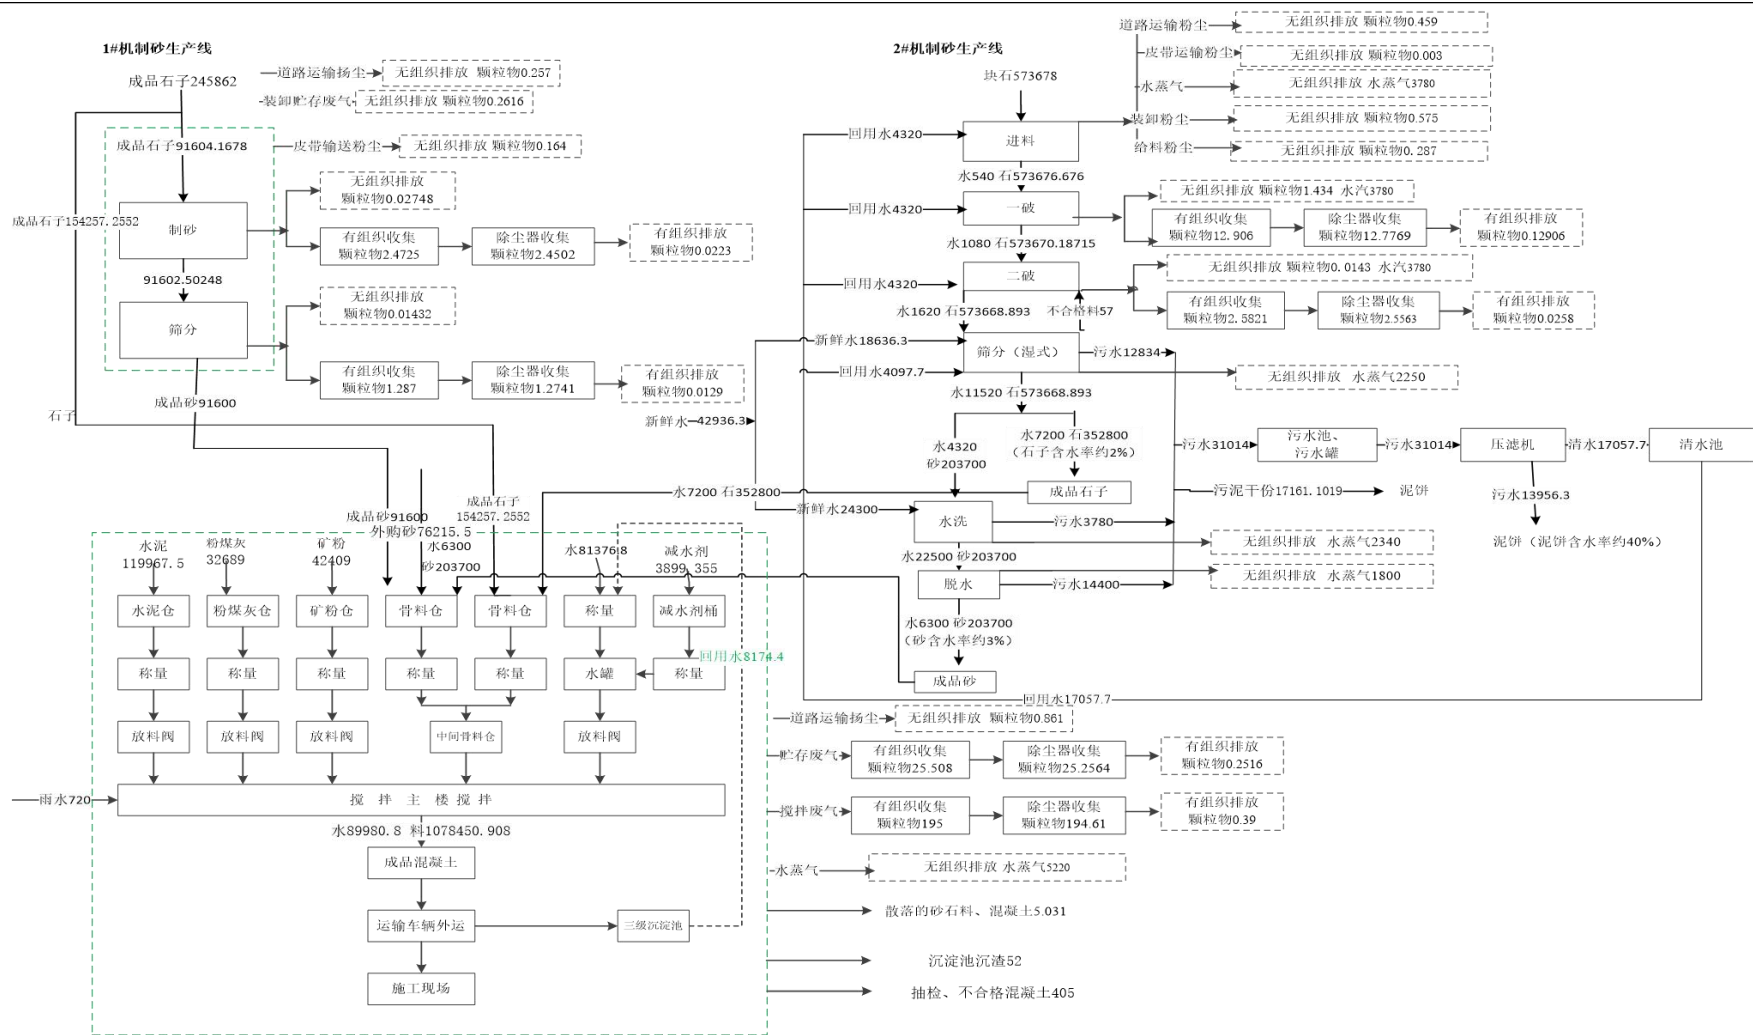 1#机制砂生产线
成品石子245862
道路运输扬尘
无组织排放 颗粒物0.257
装卸贮存废气
无组织排放 颗粒物0.2616
成品石子91604.1678
皮带输送粉尘
无组织排放 颗粒物0.164
成品石子154257.2552
制砂
无组织排放
颗粒物0.02748
有组织收集
颗粒物2.4725
除尘器收集
颗粒物2.4502
有组织排放
颗粒物0.0223
91602.50248
筛分
无组织排放
颗粒物0.01432
有组织收集
颗粒物1.287
除尘器收集
颗粒物1.2741
有组织排放
颗粒物0.0129
成品砂91600
石子
2#机制砂生产线
块石573678
道路运输粉尘
无组织排放 颗粒物0.459
皮带运输粉尘
无组织排放 颗粒物0.003
水蒸气
无组织排放 水蒸气3780
装卸粉尘
无组织排放 颗粒物0.575
给料粉尘
无组织排放 颗粒物0.287
回用水4320
进料
水540 石573676.676
回用水4320
一破
无组织排放 颗粒物1.434 水汽3780
有组织收集
颗粒物12.906
除尘器收集
颗粒物12.7769
有组织排放
颗粒物0.12906
水1080 石573670.18715
回用水4320
二破
无组织排放 颗粒物0.0143 水汽3780
有组织收集
颗粒物2.5821
除尘器收集
颗粒物2.5563
有组织排放
颗粒物0.0258
水1620 石573668.893
不合格料57
新鲜水18636.3
筛分（湿式）
污水12834
回用水4097.7
无组织排放 水蒸气2250
水11520 石573668.893
新鲜水42936.3
水4320
砂203700
水7200 石352800
（石子含水率约2%）
污水31014
污水池、
污水罐
污水31014
压滤机
清水17057.7
清水池
水7200 石352800
成品石子
污泥干份17161.1019
泥饼
污水13956.3
泥饼（泥饼含水率约40%）
新鲜水24300
水洗
污水3780
无组织排放 水蒸气2340
水22500 砂203700
脱水
污水14400
无组织排放 水蒸气1800
水6300 砂203700
（砂含水率约3%）
成品砂
回用水17057.7
成品砂91600
外购砂76215.5
成品石子
154257.2552
水泥
119967.5
粉煤灰
32689
矿粉
42409
水6300
砂203700
水81376.8
减水剂
3899.355
水泥仓
粉煤灰仓
矿粉仓
骨料仓
骨料仓
称量
减水剂桶
回用水8174.4
称量
称量
称量
称量
称量
水罐
称量
放料阀
放料阀
放料阀
中间骨料仓
放料阀
雨水720
搅 拌 主 楼 搅 拌
水89980.8 料1078450.908
成品混凝土
运输车辆外运
三级沉淀池
施工现场
道路运输扬尘
无组织排放 颗粒物0.861
贮存废气
有组织收集
颗粒物25.508
除尘器收集
颗粒物25.2564
有组织排放
颗粒物0.2516
搅拌废气
有组织收集
颗粒物195
除尘器收集
颗粒物194.61
有组织排放
颗粒物0.39
水蒸气
无组织排放 水蒸气5220
散落的砂石料、混凝土5.031
沉淀池沉渣52
抽检、不合格混凝土405